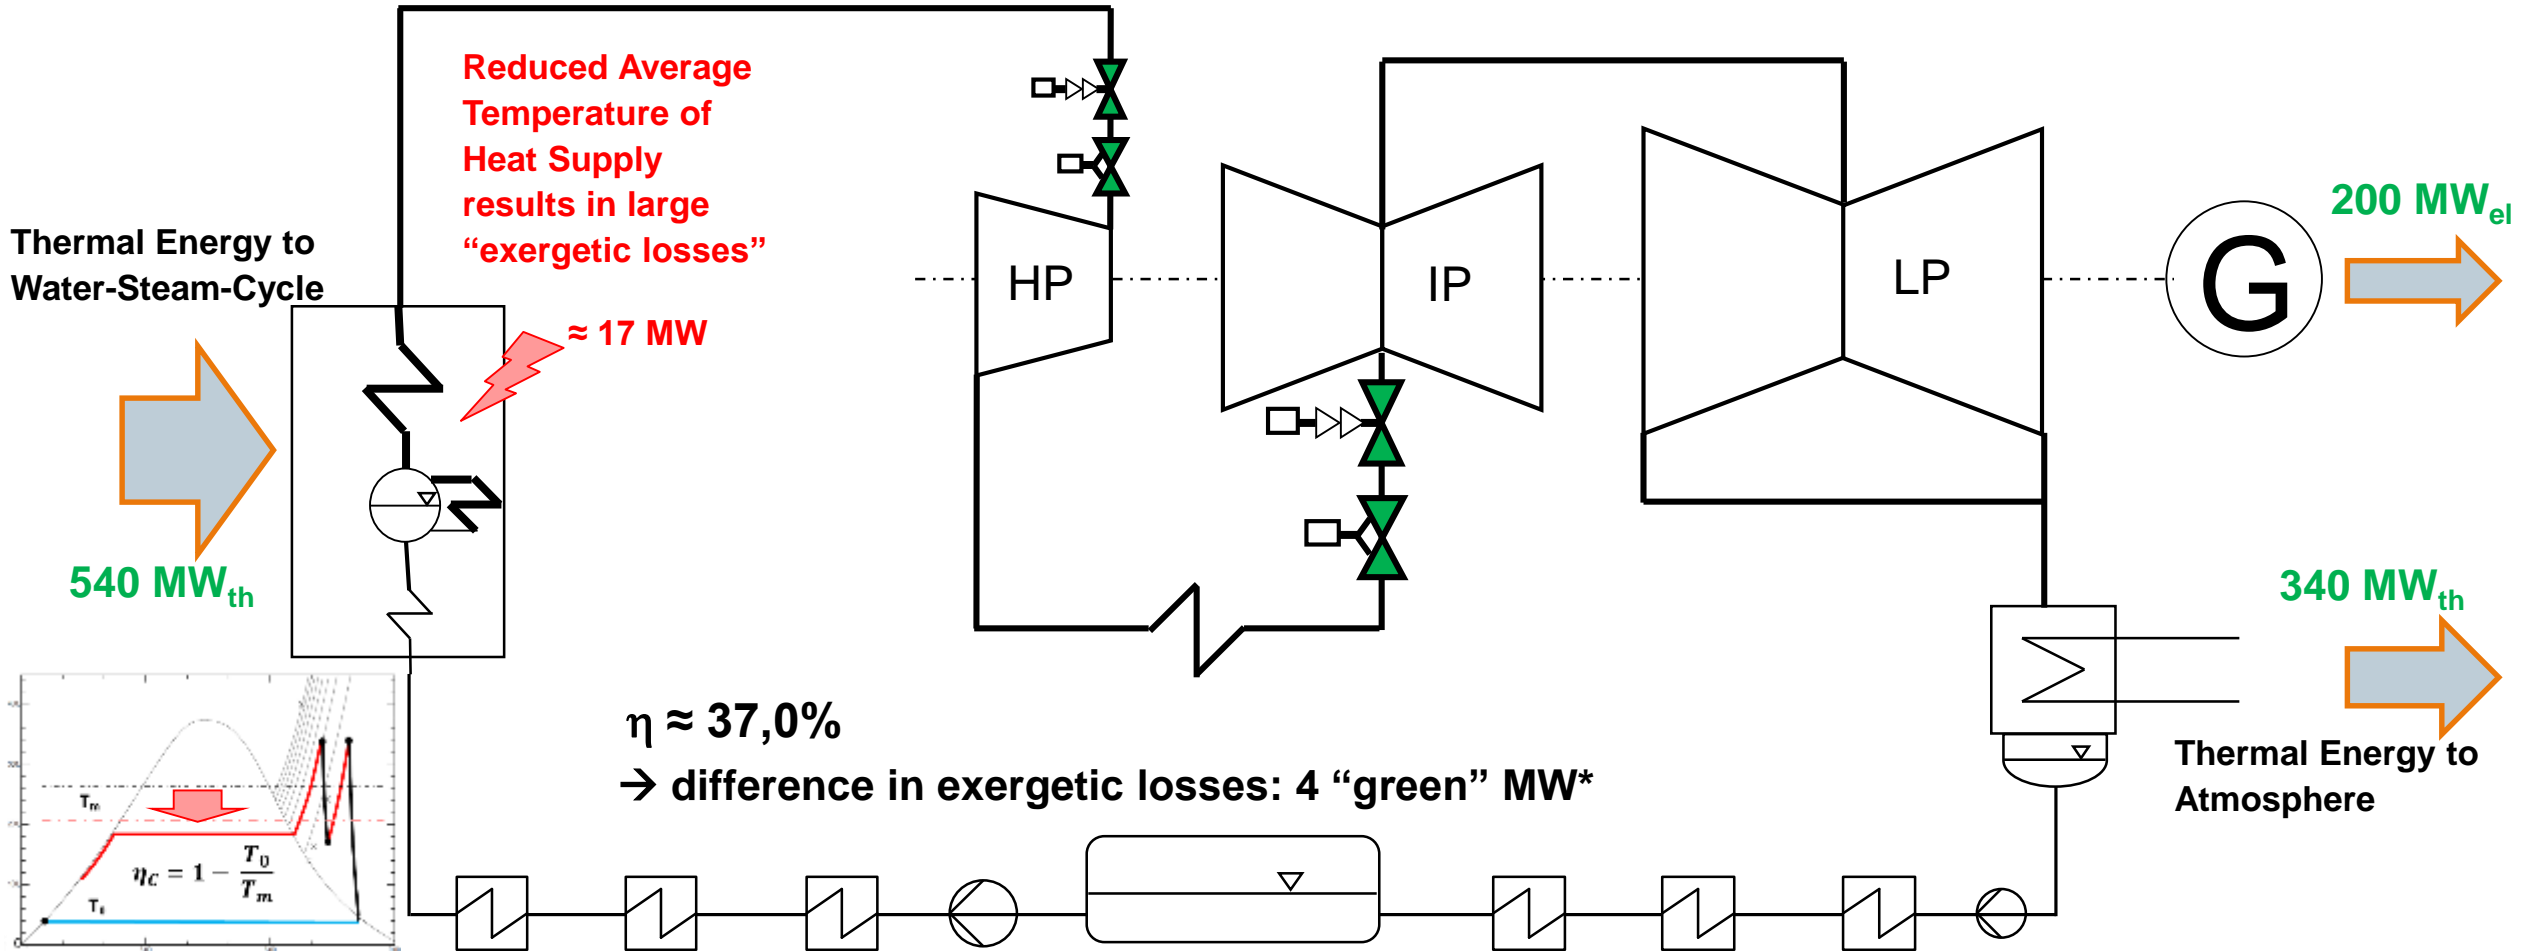 Reduced Average
Temperature of
Heat Supply
results in large
“exergetic losses”
Thermal Energy to
Water-Steam-Cycle
≈ 17 MW
540 MWth
HP
IP
LP
G
200 MWel
340 MWth
Thermal Energy to
Atmosphere
η ≈ 37,0%
→ difference in exergetic losses: 4 “green” MW*
Tm
ηC = 1 − T0/Tm
0